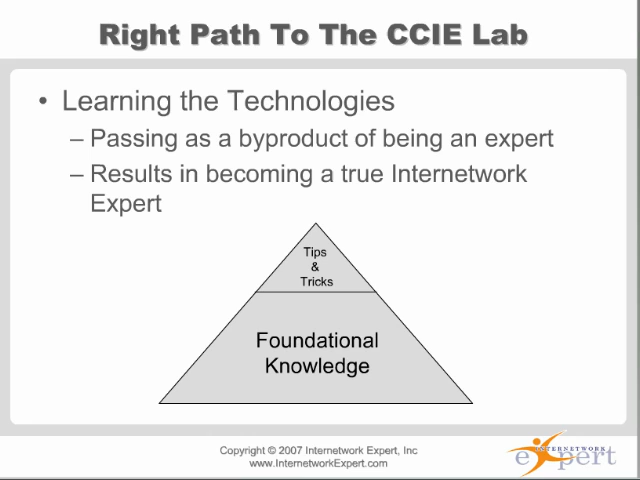 Right Path To The CCIE Lab
• Learning the Technologies
– Passing as a byproduct of being an expert
– Results in becoming a true Internetwork
Expert
Tips
&
Tricks
Foundational
Knowledge
Copyright © 2007 Internetwork Expert, Inc
www.InternetworkExpert.com
INTERNETWORK
eXpert